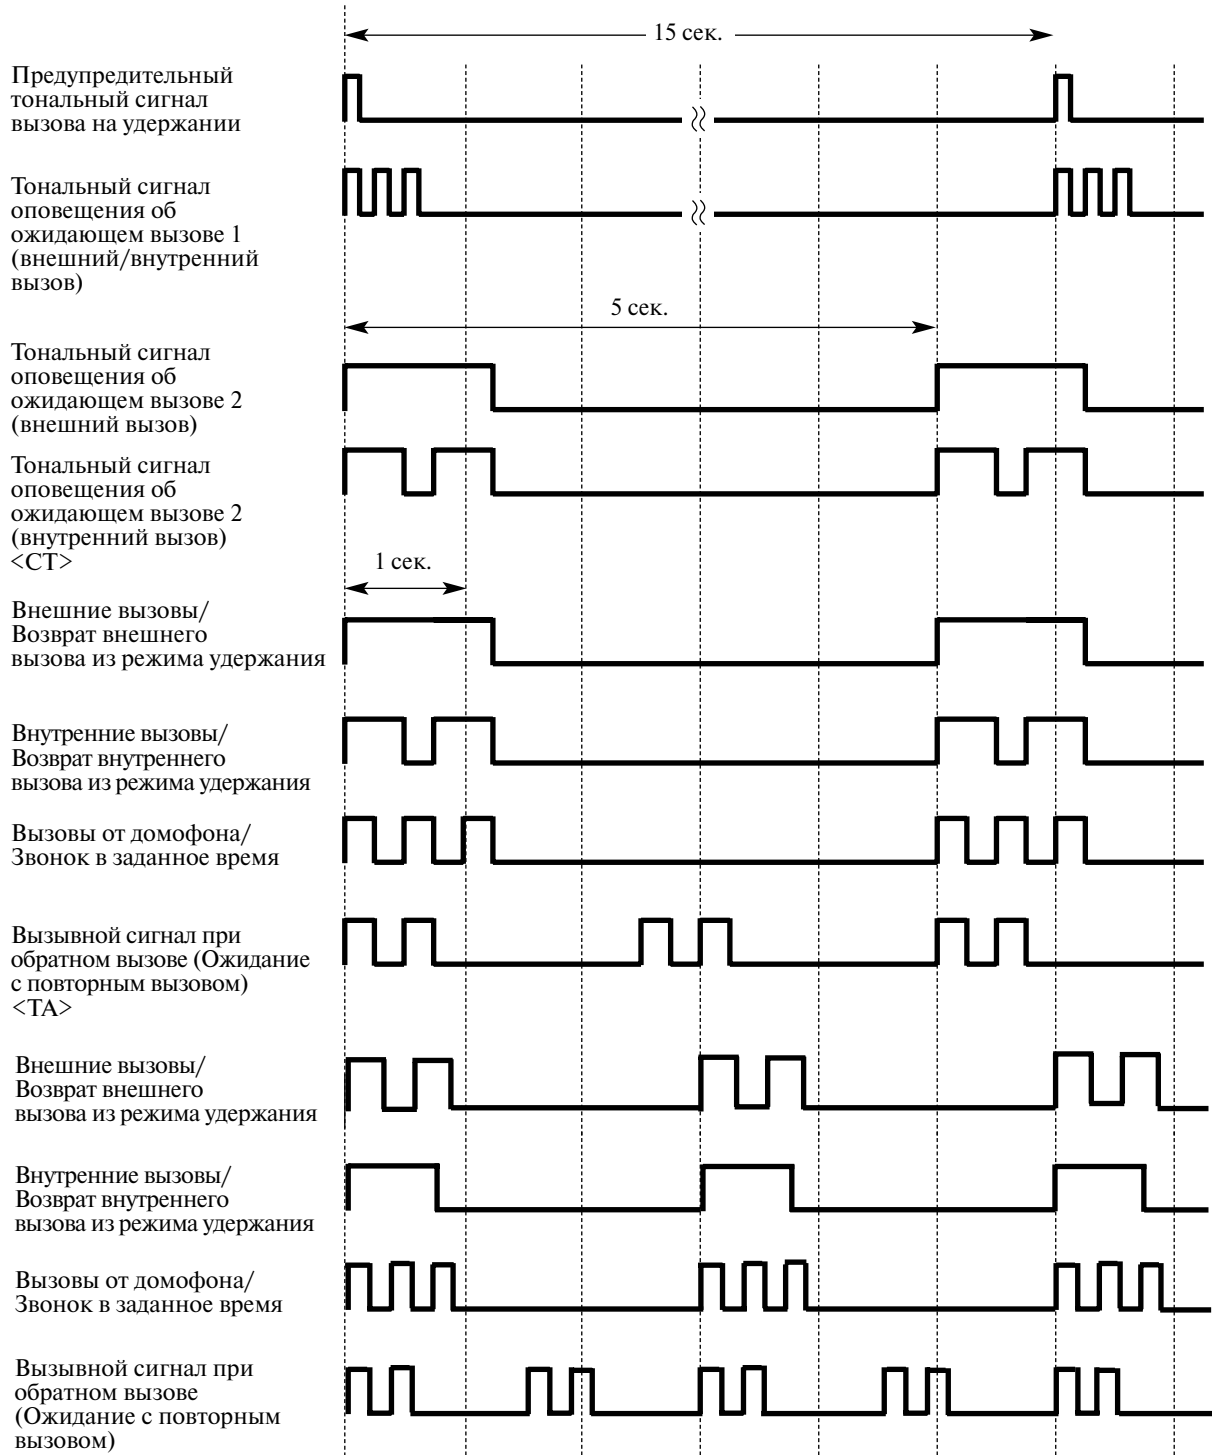 15 сек.
Предупредительный
тональный сигнал
вызова на удержании
Тональный сигнал
оповещения об
ожидающем вызове 1
(внешний/внутренний
вызов)
5 сек.
Тональный сигнал
оповещения об
ожидающем вызове 2
(внешний вызов)
Тональный сигнал
оповещения об
ожидающем вызове 2
(внутренний вызов)
<СТ>
1 сек.
Внешние вызовы/
Возврат внешнего
вызова из режима удержания
Внутренние вызовы/
Возврат внутреннего
вызова из режима удержания
Вызовы от домофона/
Звонок в заданное время
Вызывной сигнал при
обратном вызове (Ожидание
с повторным вызовом)
<ТА>
Внешние вызовы/
Возврат внешнего
вызова из режима удержания
Внутренние вызовы/
Возврат внутреннего
вызова из режима удержания
Вызовы от домофона/
Звонок в заданное время
Вызывной сигнал при
обратном вызове
(Ожидание с повторным
вызовом)